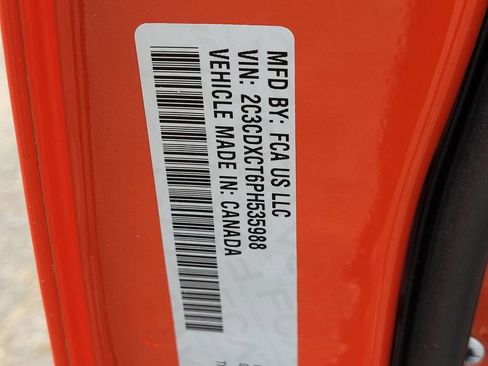 MFD BY: FCA US LLC
VIN: 2C3CDXCT6PH535988
VEHICLE MADE IN: CANADA